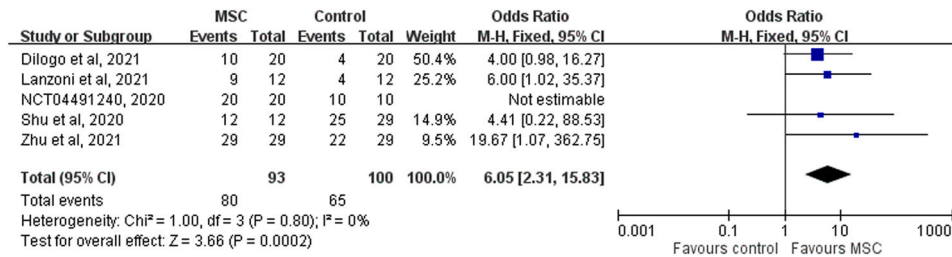 MSC Control Odds Ratio Odds Ratio
Study or Subgroup Events Total Events Total Weight M-H, Fixed, 95% CI M-H, Fixed, 95% CI
Dilogo et al, 2021 10 20 4 20 50.4% 4.00 [0.98, 16.27]
Lanzoni et al, 2021 9 12 4 12 25.2% 6.00 [1.02, 35.37]
NCT04491240, 2020 20 20 10 10 Not estimable
Shu et al, 2020 12 12 25 29 14.9% 4.41 [0.22, 88.53]
Zhu et al, 2021 29 29 22 29 9.5% 19.67 [1.07, 362.75]
Total (95% CI) 93 100 100.0% 6.05 [2.31, 15.83]
Total events 80 65
Heterogeneity: Chi² = 1.00, df = 3 (P = 0.80); I² = 0%
Test for overall effect: Z = 3.66 (P = 0.0002)
0.001 0.1 1 10 1000
Favours control Favours MSC